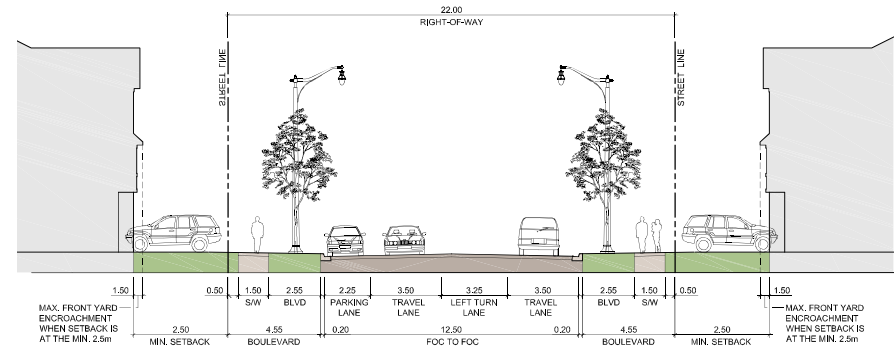 22.00
RIGHT-OF-WAY
STREET LINE
STREET LINE
1.50
0.50
1.50
2.55
2.25
3.50
3.25
3.50
2.55
1.50
0.50
1.50
S/W
BLVD
PARKING LANE
TRAVEL LANE
LEFT TURN LANE
TRAVEL LANE
BLVD
S/W
MAX. FRONT YARD
ENCROACHMENT
WHEN SETBACK IS
AT THE MIN. 2.5m
MAX. FRONT YARD
ENCROACHMENT
WHEN SETBACK IS
AT THE MIN. 2.5m
2.50
4.55
0.20
12.50
0.20
4.55
2.50
MIN. SETBACK
BOULEVARD
FOC TO FOC
BOULEVARD
MIN. SETBACK